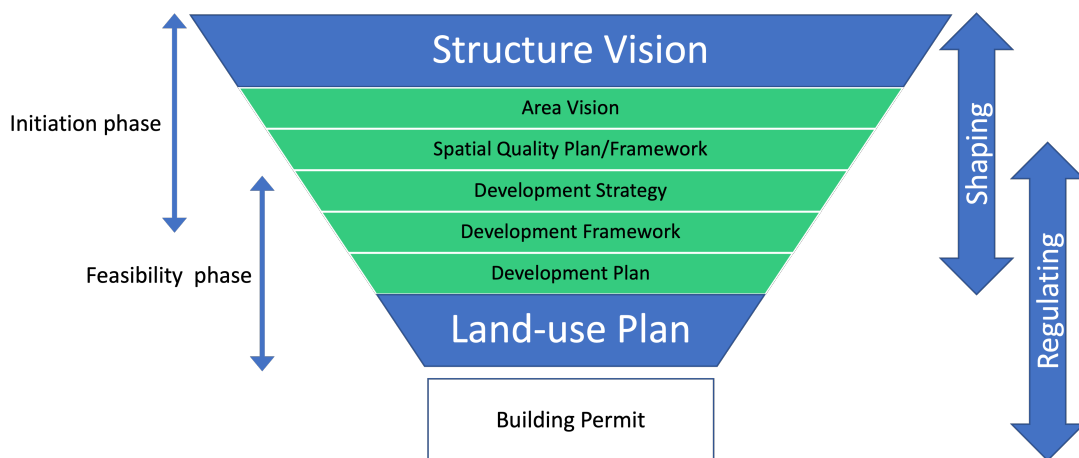 Structure Vision
Area Vision
Spatial Quality Plan/Framework
Development Strategy
Development Framework
Development Plan
Land-use Plan
Building Permit
Initiation phase
Feasibility phase
Shaping
Regulating